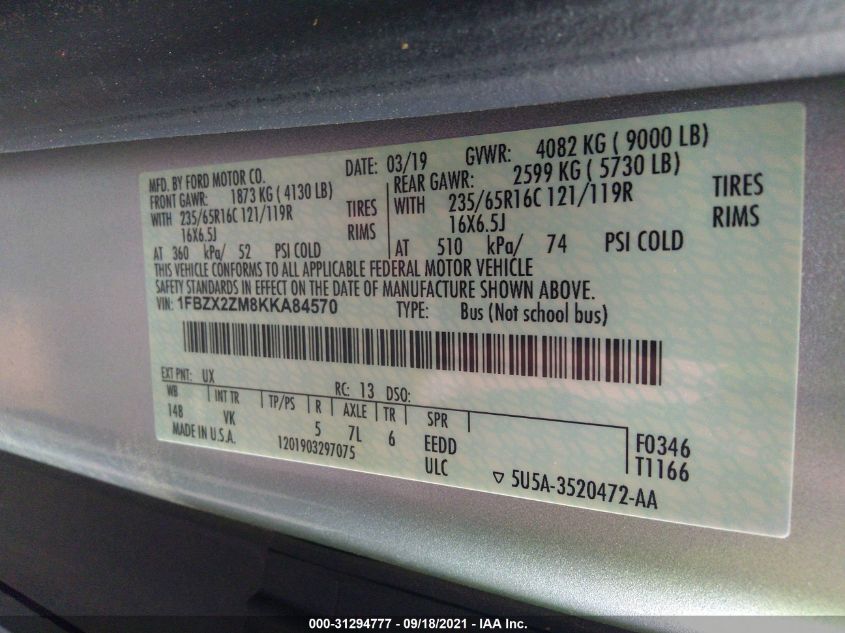 MFD. BY FORD MOTOR CO. DATE: 03/19 GVWR: 4082 KG ( 9000 LB)
FRONT GAWR: 1873 KG ( 4130 LB) REAR GAWR: 2599 KG ( 5730 LB)
WITH 235/65R16C 121/119R TIRES WITH 235/65R16C 121/119R TIRES
16X6.5J RIMS 16X6.5J RIMS
AT 360 kPa/ 52 PSI COLD AT 510 kPa/ 74 PSI COLD
THIS VEHICLE CONFORMS TO ALL APPLICABLE FEDERAL MOTOR VEHICLE
SAFETY STANDARDS IN EFFECT ON THE DATE OF MANUFACTURE SHOWN ABOVE.
VIN: 1FBZX2ZM8KKA84570 TYPE: Bus (Not school bus)
EXT PNT: UX RC: 13 DSO:
WB INT TR TP/PS R AXLE TR SPR
148 VK 5 7L 6 EEDD F0346
MADE IN U.S.A. 1201903297075 ULC T1166
5U5A-3520472-AA
000-31294777 - 09/18/2021 - IAA Inc.